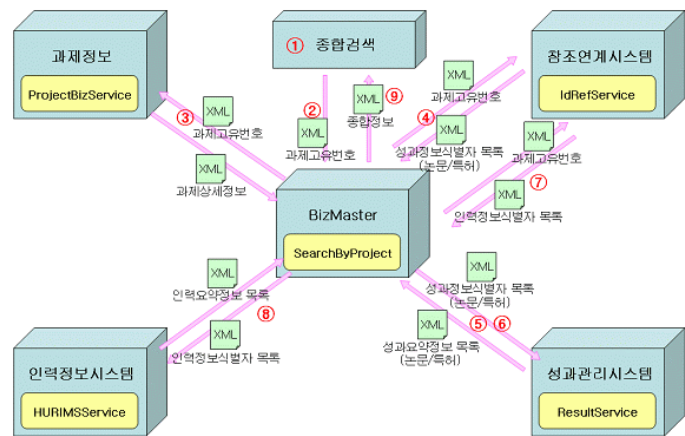 과제정보
ProjectBizService
① 종합검색
참조연계시스템
IdRefService
XML
③
과제고유번호
XML
과제상세정보
②
XML
과제고유번호
XML
⑨
종합정보
XML
과제고유번호
④
XML
성과정보식별자 목록
(논문/특허)
XML
과제고유번호
⑦
XML
인력정보식별자 목록
BizMaster
SearchByProject
XML
인력요약정보 목록
⑧
XML
인력정보식별자 목록
XML
성과정보식별자 목록
(논문/특허)
⑤ ⑥
XML
성과요약정보 목록
(논문/특허)
인력정보시스템
HURIMSService
성과관리시스템
ResultService